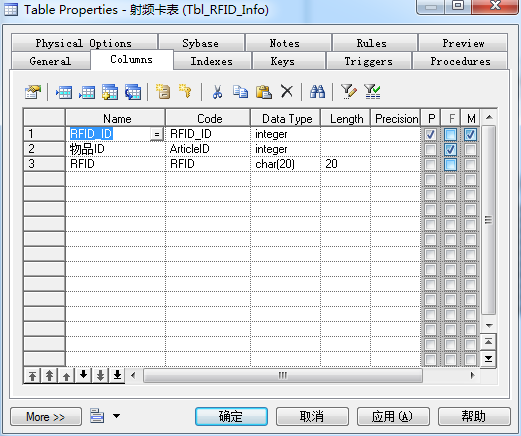 Table Properties - 射频卡表 (Tbl_RFID_Info)
Physical Options Sybase Notes Rules Preview
General Columns Indexes Keys Triggers Procedures
Name Code Data Type Length Precision P F M
1 RFID_ID = RFID_ID integer
2 物品ID ArticleID integer
3 RFID RFID char(20) 20
More >> 确定 取消 应用(A) 帮助